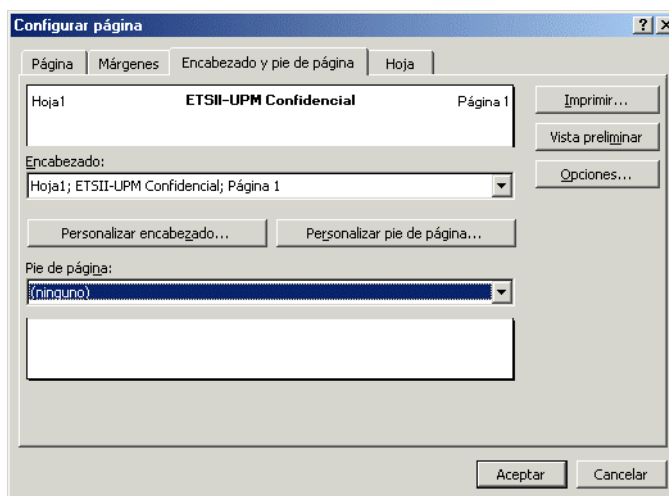 Configurar página
Página Márgenes Encabezado y pie de página Hoja
Hoja1 ETSII-UPM Confidencial Página 1
Imprimir...
Vista preliminar
Encabezado:
Opciones...
Hoja1; ETSII-UPM Confidencial; Página 1
Personalizar encabezado... Personalizar pie de página...
Pie de página:
(ninguno)
Aceptar Cancelar